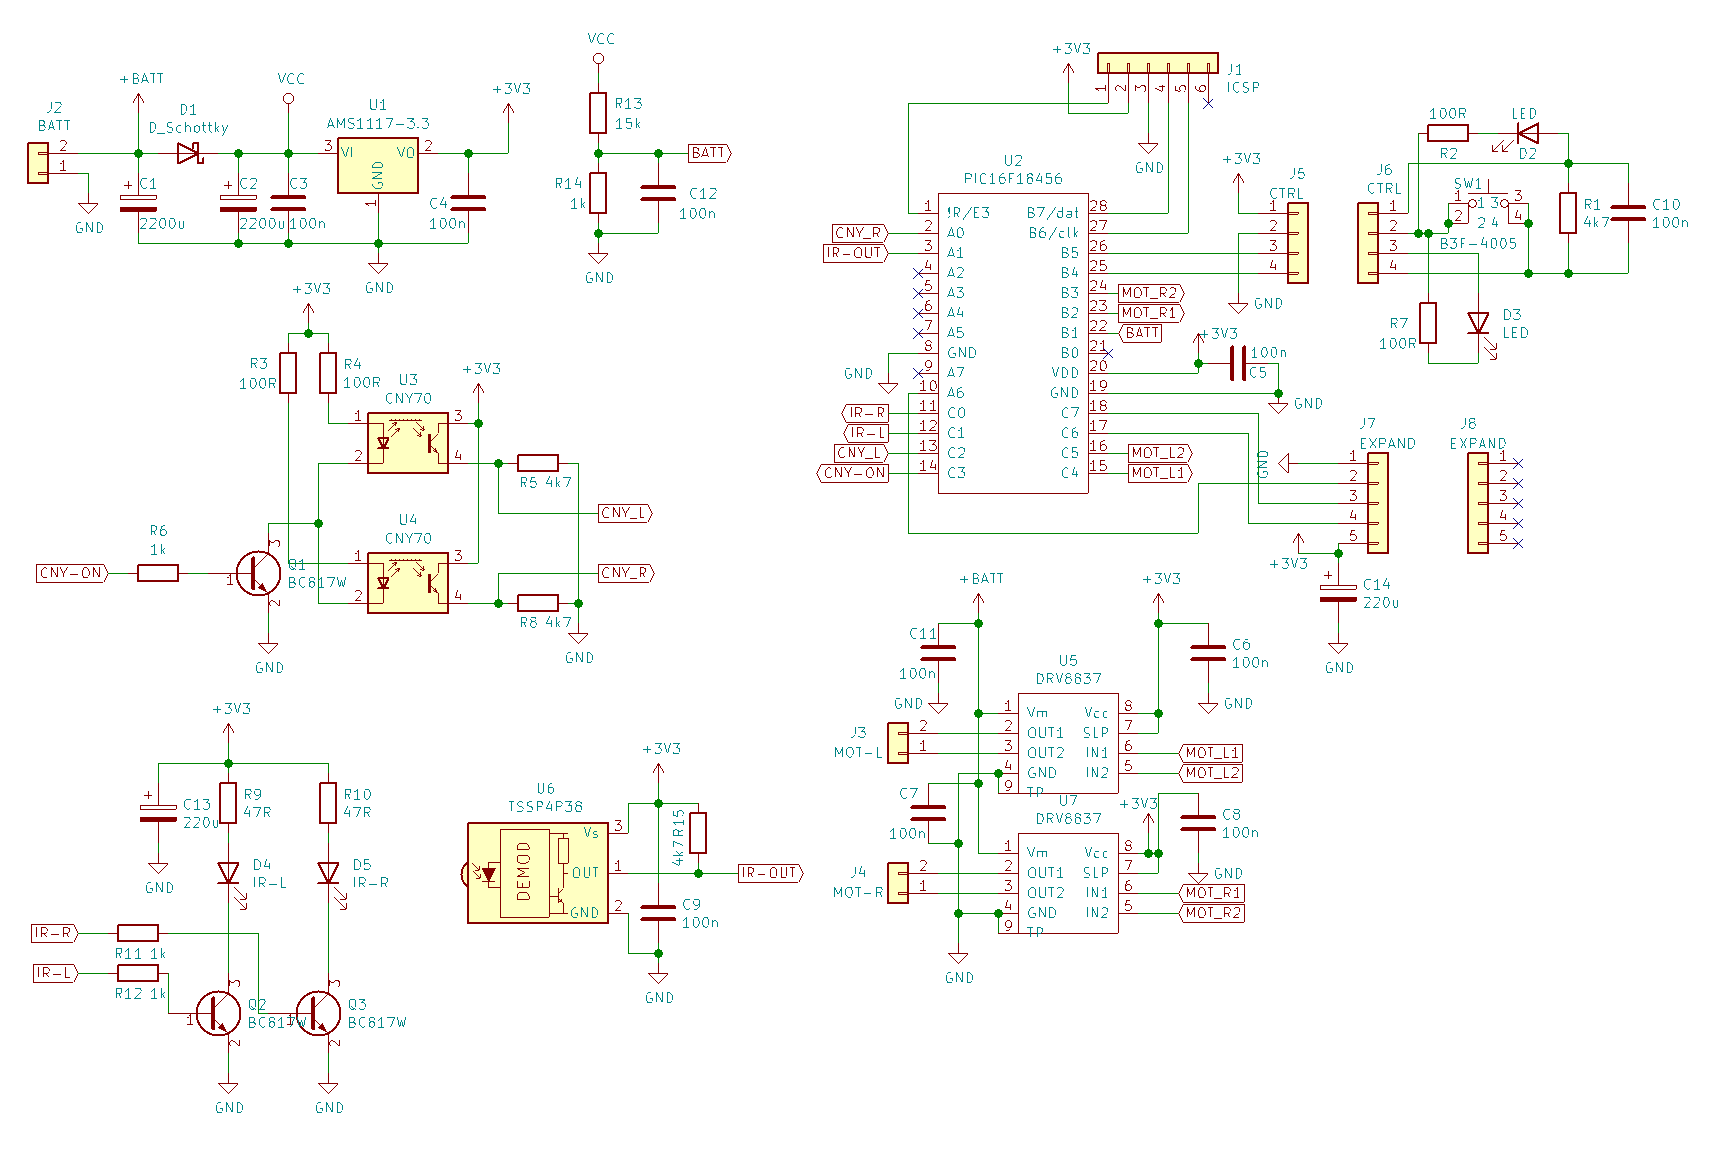 J2
BATT
2
1
GND
+BATT
D1
D_Schottky
C1
2200u
C2
2200u
VCC
C3
100n
U1
AMS1117-3.3
3
VI
VO
2
GND
1
GND
+3V3
C4
100n
VCC
R13
15k
R14
1k
BATT
C12
100n
GND
+3V3
J1
ICSP
1
2
3
4
5
6
GND
U2
PIC16F18456
1
!R/E3
2
A0
3
A1
4
A2
5
A3
6
A4
7
A5
8
GND
9
A7
10
A6
11
C0
12
C1
13
C2
14
C3
B7/dat
28
B6/clk
27
B5
26
B4
25
B3
24
B2
23
B1
22
B0
21
VDD
20
GND
19
C7
18
C6
17
C5
16
C4
15
CNY_R
IR-OUT
GND
IR-R
IR-L
CNY_L
CNY-ON
MOT_R2
MOT_R1
BATT
+3V3
100n
C5
GND
MOT_L2
MOT_L1
+3V3
J5
CTRL
1
2
3
4
GND
J6
CTRL
1
2
3
4
100R
R2
LED
D2
SW1
1
2
1 3
2 4
3
4
B3F-4005
R1
4k7
C10
100n
R7
100R
D3
LED
J7
EXPAND
GND
1
2
3
4
5
+3V3
C14
220u
GND
J8
EXPAND
1
2
3
4
5
+3V3
R3
100R
R4
100R
U3
CNY70
1
2
3
4
+3V3
R5 4k7
CNY_L
U4
CNY70
1
2
3
4
CNY_R
R8 4k7
GND
CNY-ON
R6
1k
1
3
2
Q1
BC817W
GND
+3V3
C13
220u
GND
R9
47R
R10
47R
D4
IR-L
D5
IR-R
IR-R
R11 1k
IR-L
R12 1k
1
3
2
Q2
BC817W
GND
1
3
2
Q3
BC817W
GND
U6
TSSP4P38
DEMOD
Vs
3
OUT
1
GND
2
+3V3
4k7
R15
IR-OUT
C9
100n
GND
+BATT
C11
100n
GND
+3V3
C6
100n
GND
U5
DRV8837
1
Vm
2
OUT1
3
OUT2
4
GND
9
TP
Vcc
8
SLP
7
IN1
6
IN2
5
J3
MOT-L
2
1
MOT_L1
MOT_L2
C7
100n
U7
DRV8837
+3V3
C8
100n
GND
1
Vm
2
OUT1
3
OUT2
4
GND
9
TP
Vcc
8
SLP
7
IN1
6
IN2
5
J4
MOT-R
2
1
MOT_R1
MOT_R2
GND